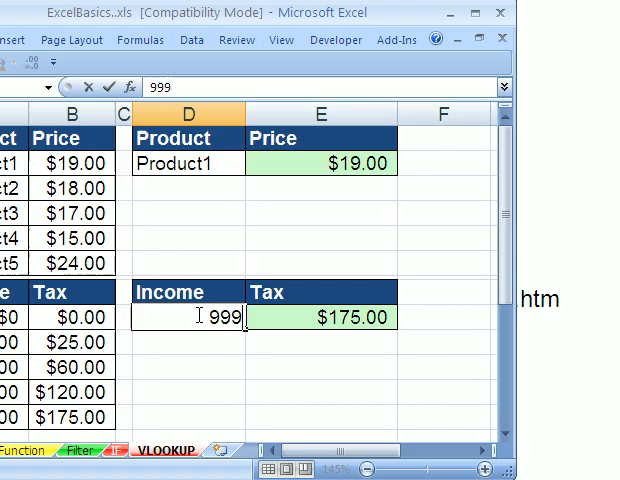 ExcelBasics..xls [Compatibility Mode] - Microsoft Excel
nsert Page Layout Formulas Data Review View Developer Add-Ins
999
B C D E F
ct Price Product Price
ct1 $19.00 Product1 $19.00
ct2 $18.00
ct3 $17.00
ct4 $15.00
ct5 $24.00
e Tax Income Tax
$0 $0.00 999 $175.00
00 $25.00
00 $60.00
00 $120.00
00 $175.00
htm
Function Filter IF VLOOKUP
145%